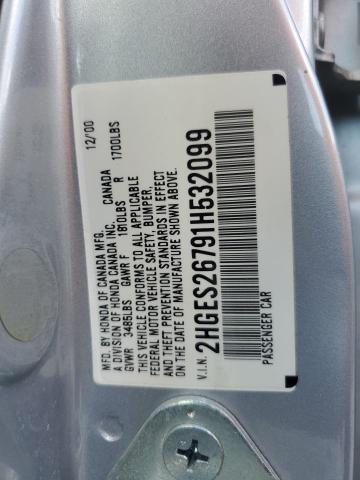 MFD. BY HONDA OF CANADA MFG. 12/00
A DIVISION OF HONDA CANADA INC. CANADA
GVWR 3485LBS GAWR F 1810LBS R 1700LBS
THIS VEHICLE CONFORMS TO ALL APPLICABLE
FEDERAL MOTOR VEHICLE SAFETY, BUMPER,
AND THEFT PREVENTION STANDARDS IN EFFECT
ON THE DATE OF MANUFACTURE SHOWN ABOVE.
V.I.N. 2HGES26791H532099
PASSENGER CAR